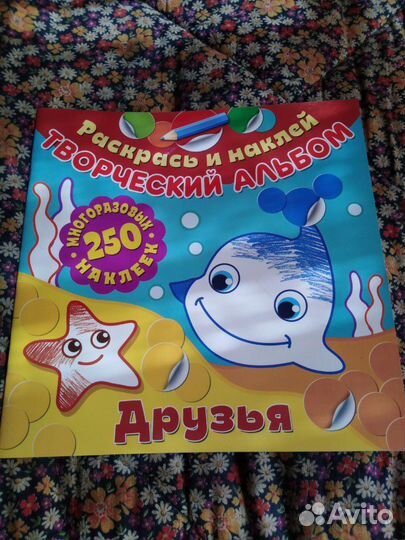 Раскрась и наклей
ТВОРЧЕСКИЙ АЛЬБОМ
МНОГОРАЗОВЫХ
250
НАКЛЕЕК
Друзья
Avito